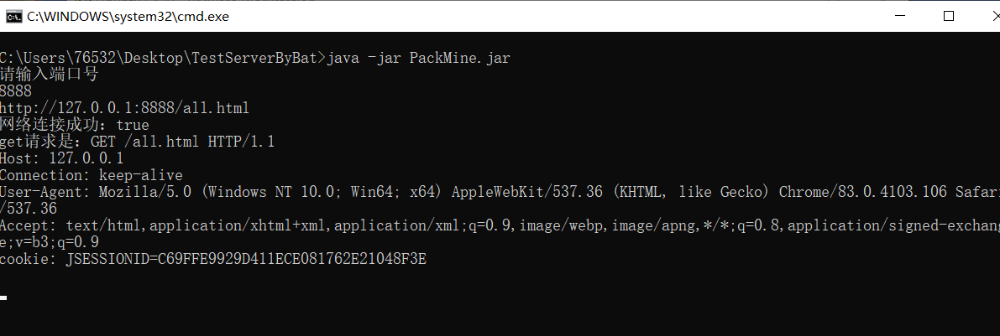 C:\WINDOWS\system32\cmd.exe
C:\Users\76532\Desktop\TestServerByBat>java -jar PackMine.jar
请输入端口号
8888
http://127.0.0.1:8888/all.html
网络连接成功：true
get请求是：GET /all.html HTTP/1.1
Host: 127.0.0.1
Connection: keep-alive
User-Agent: Mozilla/5.0 (Windows NT 10.0; Win64; x64) AppleWebKit/537.36 (KHTML, like Gecko) Chrome/83.0.4103.106 Safari
/537.36
Accept: text/html,application/xhtml+xml,application/xml;q=0.9,image/webp,image/apng,*/*;q=0.8,application/signed-exchang
e;v=b3;q=0.9
cookie: JSESSIONID=C69FFE9929D411ECE081762E21048F3E